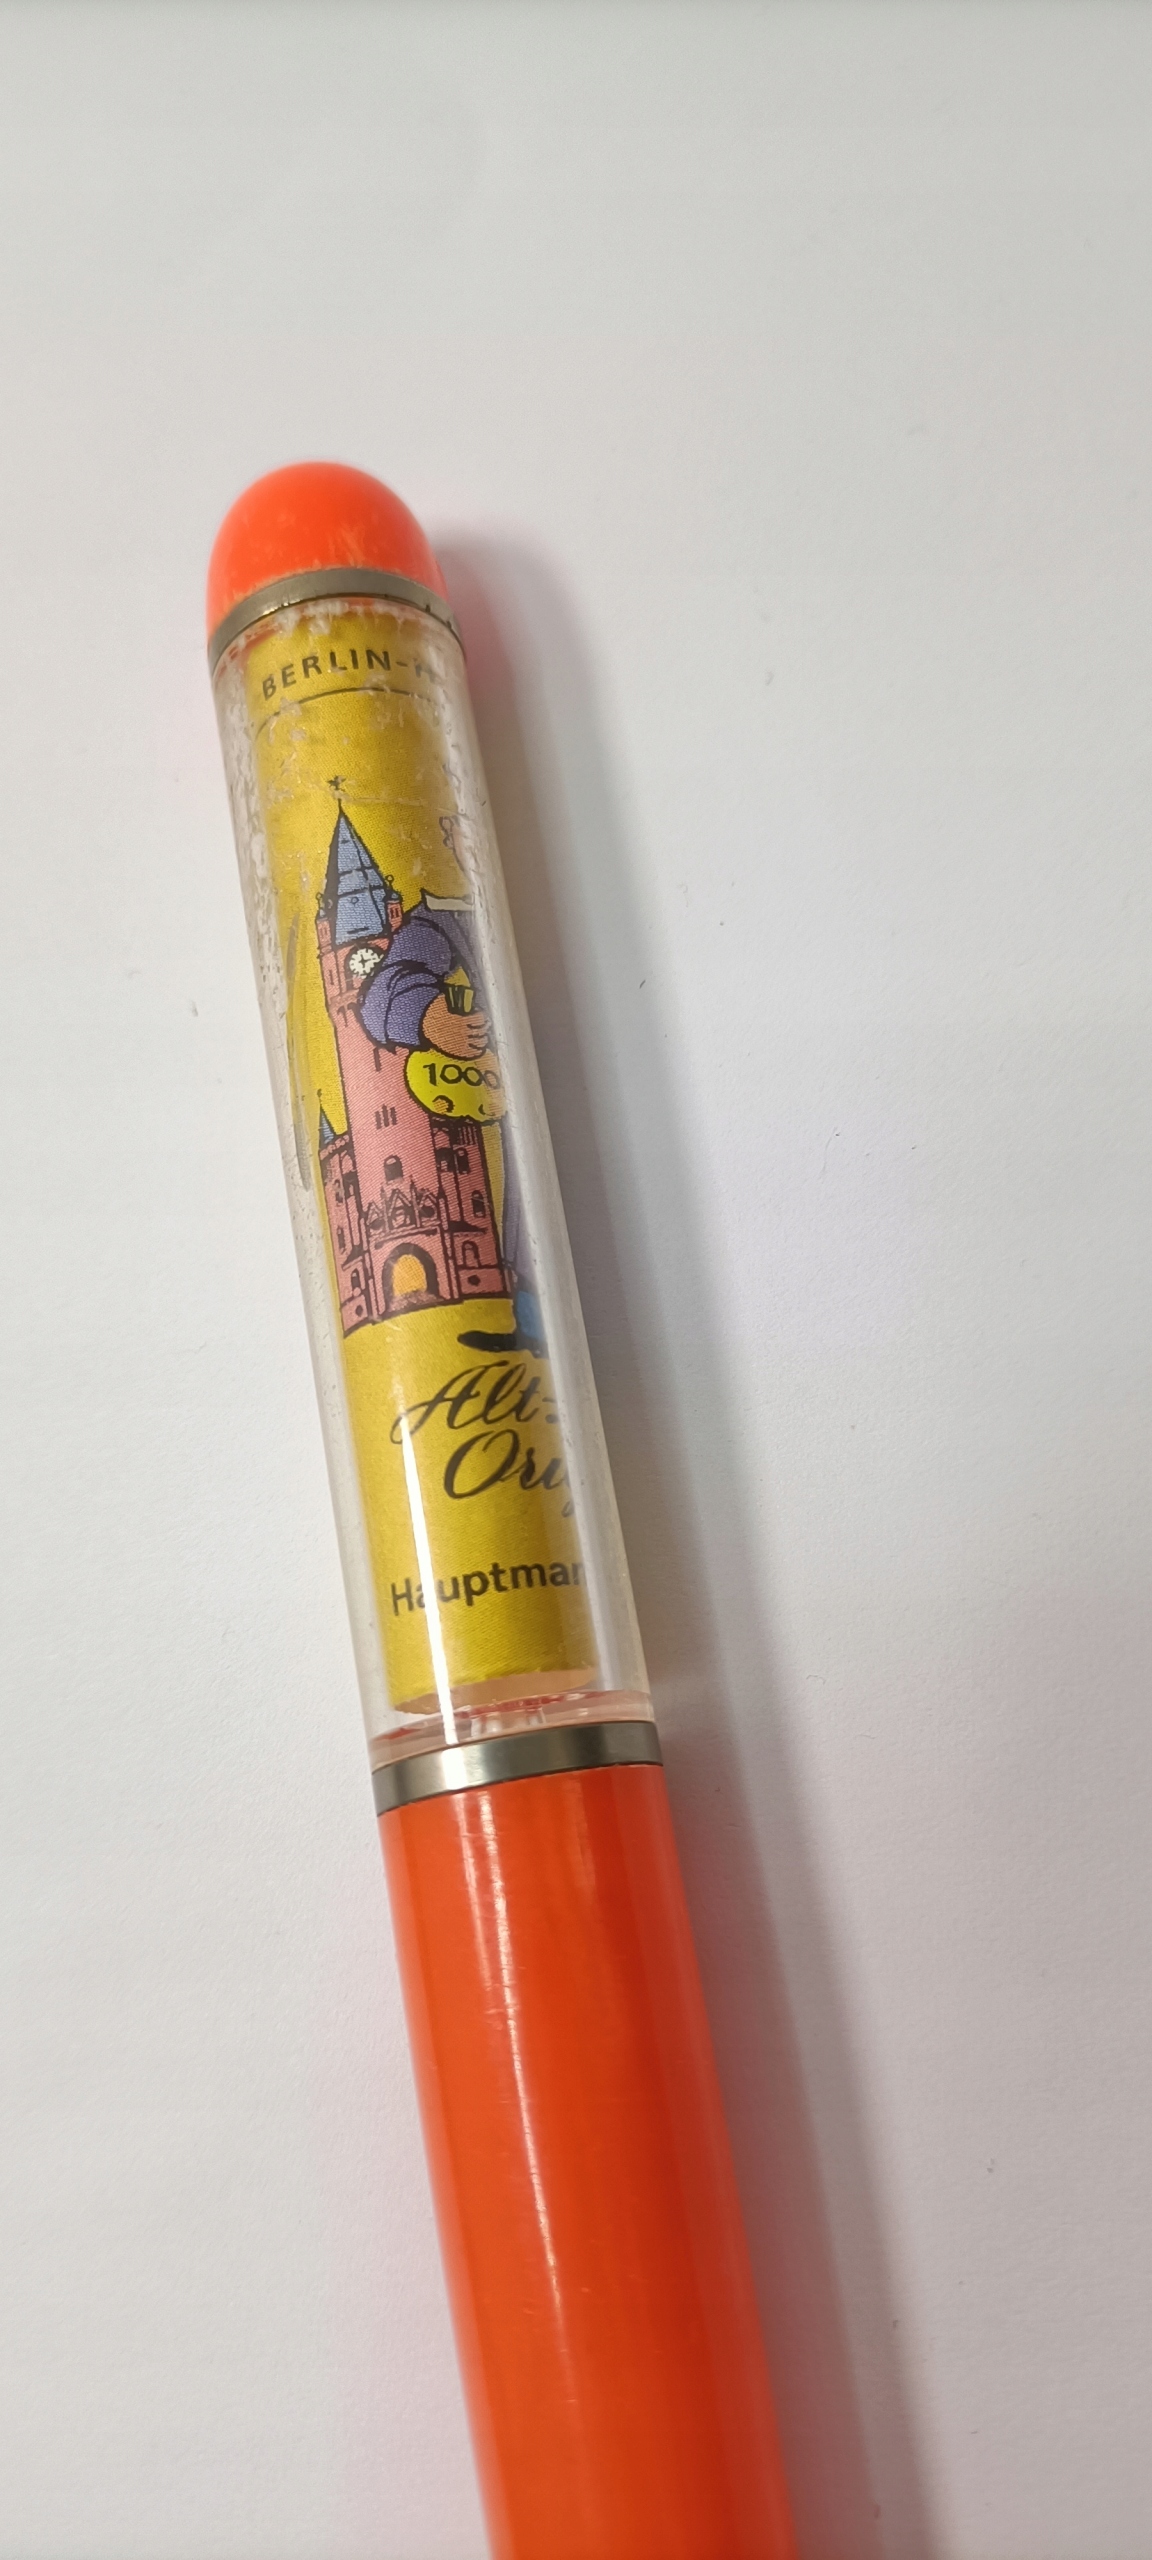 BERLIN-
1000
Alt-
Ori
Hauptman